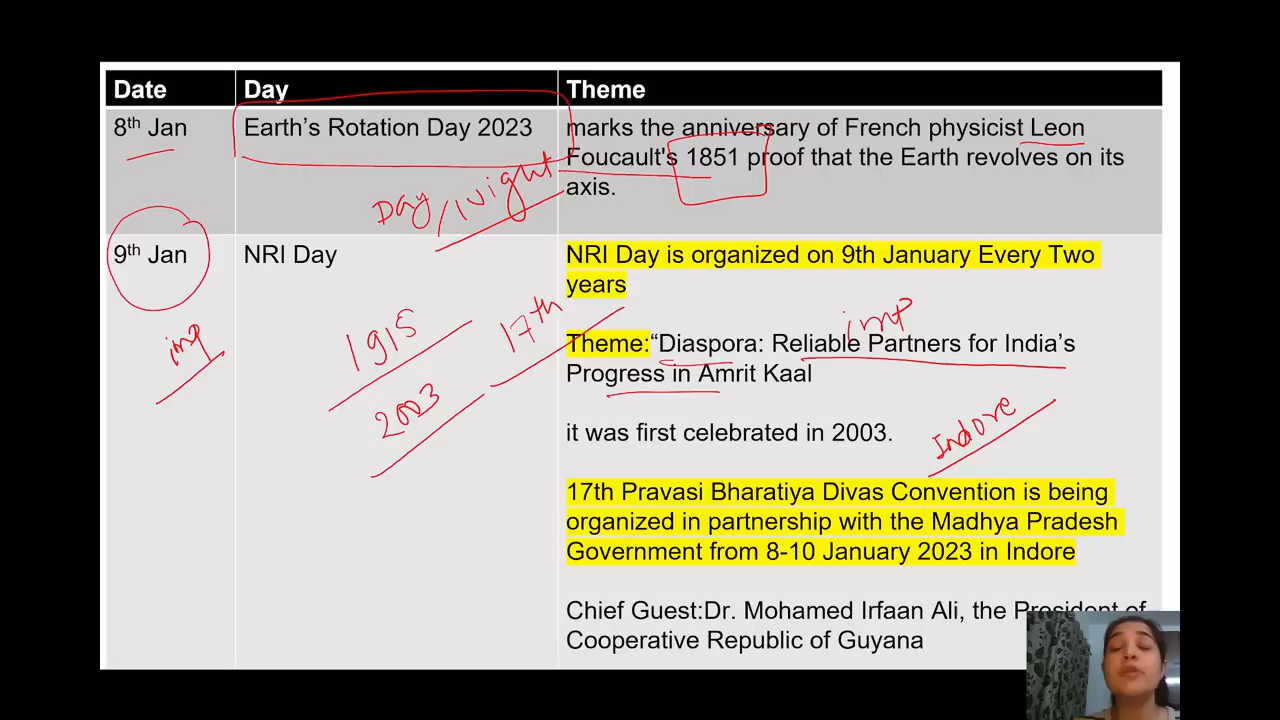 Date Day Theme
8th Jan Earth's Rotation Day 2023 marks the anniversary of French physicist Leon
Foucault's 1851 proof that the Earth revolves on its
axis.
Day/Night
9th Jan NRI Day NRI Day is organized on 9th January Every Two
years
imp
1915
17th
imp
Theme:“Diaspora: Reliable Partners for India's
Progress in Amrit Kaal
2003
it was first celebrated in 2003.
Indore
17th Pravasi Bharatiya Divas Convention is being
organized in partnership with the Madhya Pradesh
Government from 8-10 January 2023 in Indore
Chief Guest:Dr. Mohamed Irfaan Ali, the President of
Cooperative Republic of Guyana